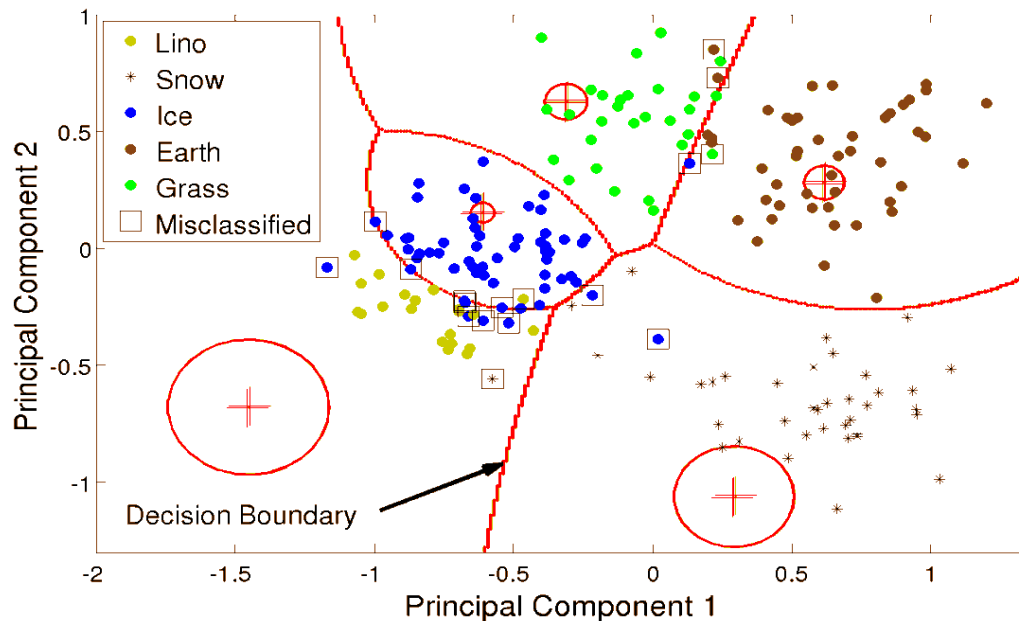 1
0.5
0
-0.5
-1
Principal Component 2
Lino
Snow
Ice
Earth
Grass
Misclassified
Decision Boundary
-2
-1.5
-1
-0.5
0
0.5
1
Principal Component 1